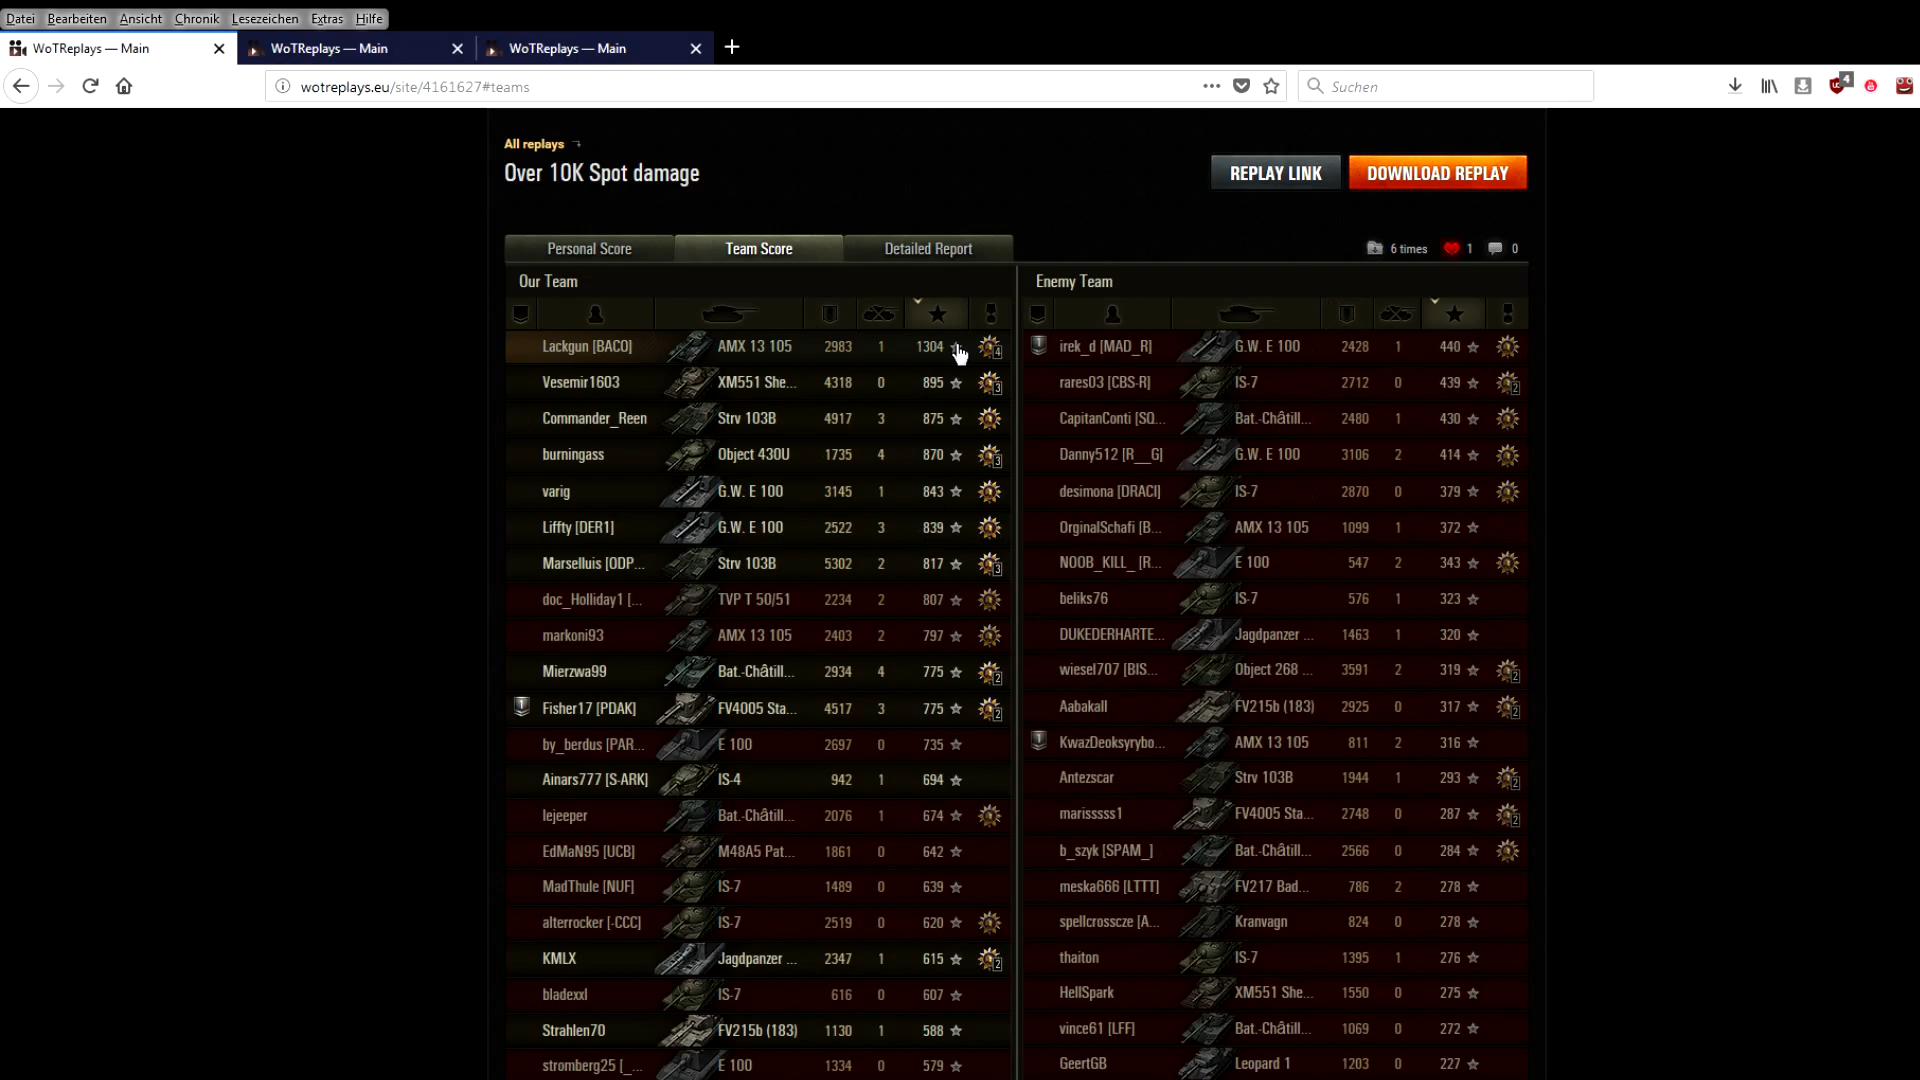 Datei Bearbeiten Ansicht Chronik Lesezeichen Extras Hilfe
WoTReplays — Main WoTReplays — Main WoTReplays — Main
wotreplays.eu/site/4161627#teams Suchen 4
All replays
Over 10K Spot damage
REPLAY LINK DOWNLOAD REPLAY
Personal Score Team Score Detailed Report 6 times 1 0
Our Team Enemy Team
Lackgun [BACO] AMX 13 105 2983 1 1304 4 irek_d [MAD_R] G.W. E 100 2428 1 440
Vesemir1603 XM551 She... 4318 0 895 3 rares03 [CBS-R] IS-7 2712 0 439 2
Commander_Reen Strv 103B 4917 3 875 CapitanConti [SQ... Bat.-Châtill... 2480 1 430
burningass Object 430U 1735 4 870 3 Danny512 [R__G] G.W. E 100 3106 2 414
varig G.W. E 100 3145 1 843 desimona [DRACI] IS-7 2870 0 379
Liffty [DER1] G.W. E 100 2522 3 839 OrginalSchafi [B... AMX 13 105 1099 1 372
Marselluis [ODP... Strv 103B 5302 2 817 3 NOOB_KILL_ [R... E 100 547 2 343
doc_Holliday1 [... TVP T 50/51 2234 2 807 beliks76 IS-7 576 1 323
markoni93 AMX 13 105 2403 2 797 DUKEDERHARTE... Jagdpanzer ... 1463 1 320
Mierzwa99 Bat.-Châtill... 2934 4 775 2 wiesel707 [BIS... Object 268 ... 3591 2 319 2
Fisher17 [PDAK] FV4005 Sta... 4517 3 775 2 Aabakall FV215b (183) 2925 0 317 2
by_berdus [PAR... E 100 2697 0 735 KwazDeoksyrybo... AMX 13 105 811 2 316
Ainars777 [S-ARK] IS-4 942 1 694 Antezscar Strv 103B 1944 1 293 2
lejeeper Bat.-Châtill... 2076 1 674 marisssss1 FV4005 Sta... 2748 0 287 2
EdMaN95 [UCB] M48A5 Pat... 1861 0 642 b_szyk [SPAM_] Bat.-Châtill... 2566 0 284
MadThule [NUF] IS-7 1489 0 639 meska666 [LTTT] FV217 Bad... 786 2 278
alterrocker [-CCC] IS-7 2519 0 620 spellcrosscze [A... Kranvagn 824 0 278
KMLX Jagdpanzer ... 2347 1 615 2 thaiton IS-7 1395 1 276
bladexxl IS-7 616 0 607 HellSpark XM551 She... 1550 0 275
Strahlen70 FV215b (183) 1130 1 588 vince61 [LFF] Bat.-Châtill... 1069 0 272
stromberg25 [_... E 100 1334 0 579 GeertGB Leopard 1 1203 0 227